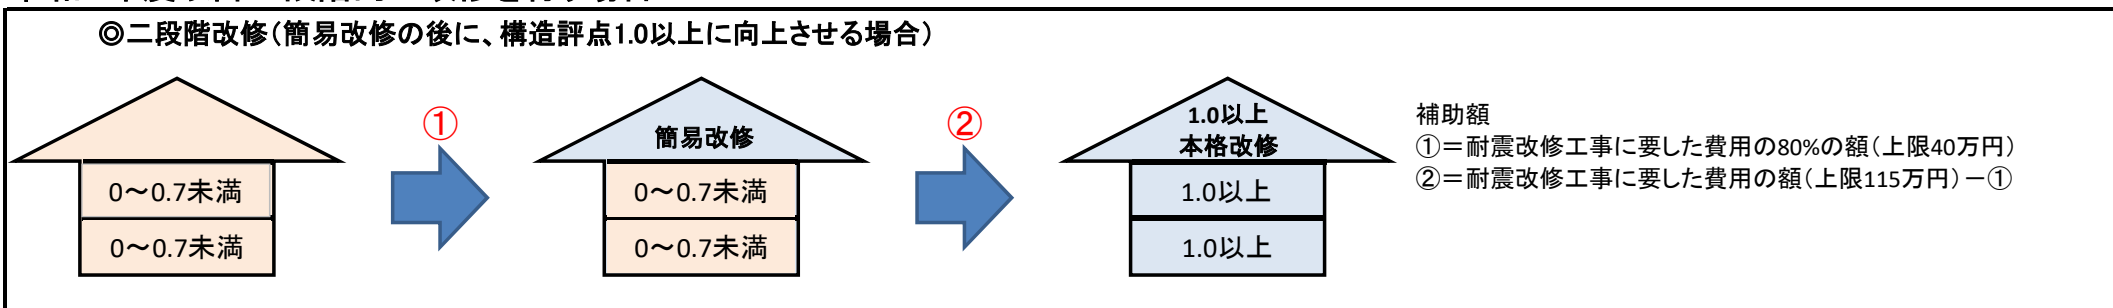 ◎二段階改修(簡易改修の後に、構造評点1.0以上に向上させる場合)
①
簡易改修
②
1.0以上
本格改修
0～0.7未満
0～0.7未満
1.0以上
0～0.7未満
0～0.7未満
1.0以上
補助額
①＝耐震改修工事に要した費用の80%の額(上限40万円)
②＝耐震改修工事に要した費用の額(上限115万円)－①